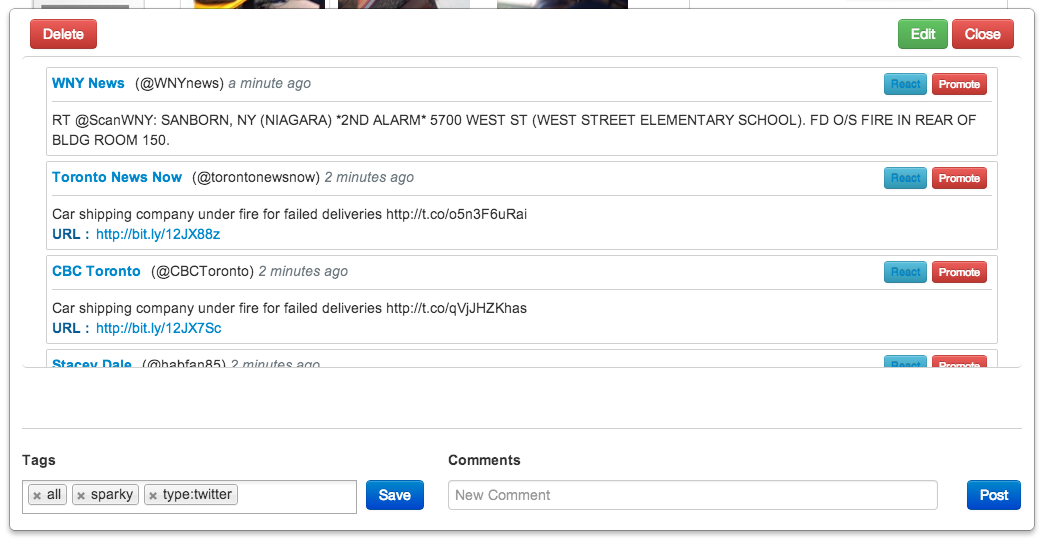 Delete Edit Close
WNY News (@WNYnews) a minute ago React Promote
RT @ScanWNY: SANBORN, NY (NIAGARA) *2ND ALARM* 5700 WEST ST (WEST STREET ELEMENTARY SCHOOL). FD O/S FIRE IN REAR OF
BLDG ROOM 150.
Toronto News Now (@torontonewsnow) 2 minutes ago React Promote
Car shipping company under fire for failed deliveries http://t.co/o5n3F6uRai
URL : http://bit.ly/12JX88z
CBC Toronto (@CBCToronto) 2 minutes ago React Promote
Car shipping company under fire for failed deliveries http://t.co/qVjJHZKhas
URL : http://bit.ly/12JX7Sc
Stacey Dale (@habfan85) 2 minutes ago React Promote
Tags Comments
× all × sparky × type:twitter Save New Comment Post